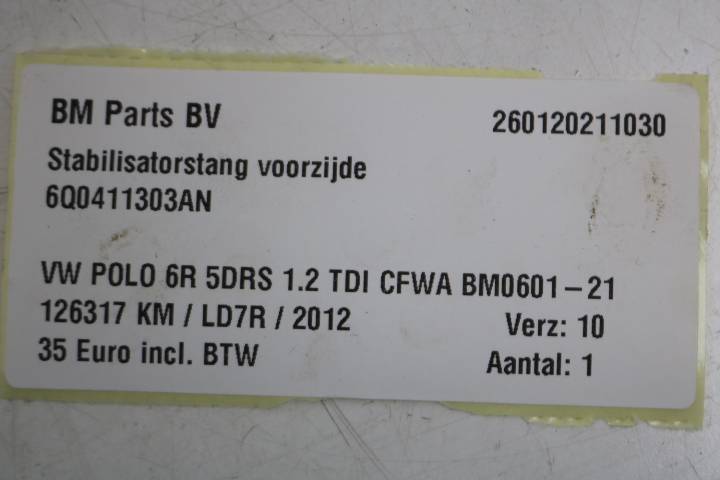 BM Parts BV 260120211030
Stabilisatorstang voorzijde
6Q0411303AN
VW POLO 6R 5DRS 1.2 TDI CFWA BM0601-21
126317 KM / LD7R / 2012 Verz: 10
35 Euro incl. BTW Aantal: 1